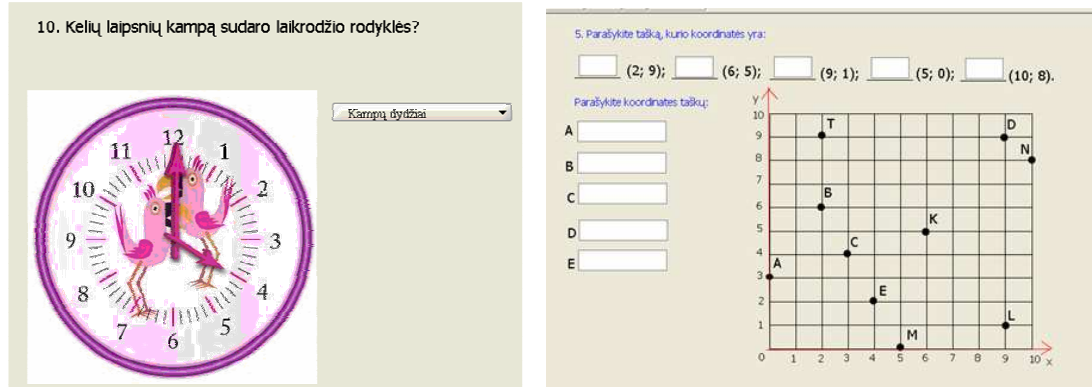 10. Kelių laipsnių kampą sudaro laikrodžio rodyklės?
Kampų dydžiai
12
11 1
10 2
9 3
8 4
7 5
6
5. Parašykite tašką, kurio koordinatės yra:
(2; 9); (6; 5); (9; 1); (5; 0); (10; 8).
Parašykite koordinates taškų:
A
B
C
D
E
y
10
9
8
7
6
5
4
3
2
1
0 1 2 3 4 5 6 7 8 9 10 x
T
D
N
B
K
C
A
E
L
M